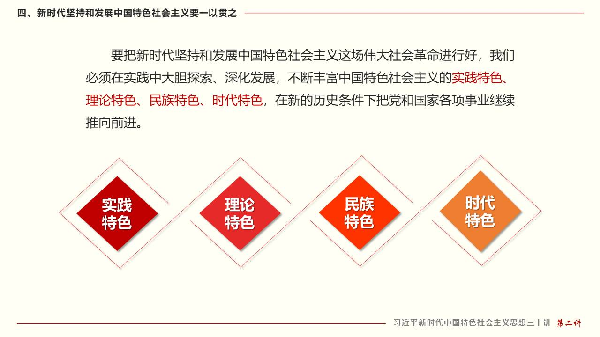 四、新时代坚持和发展中国特色社会主义要一以贯之
要把新时代坚持和发展中国特色社会主义这场伟大社会革命进行好，我们
必须在实践中大胆探索、深化发展，不断丰富中国特色社会主义的实践特色、
理论特色、民族特色、时代特色，在新的历史条件下把党和国家各项事业继续
推向前进。
实践
特色
理论
特色
民族
特色
时代
特色
习近平新时代中国特色社会主义思想三十讲 第二讲